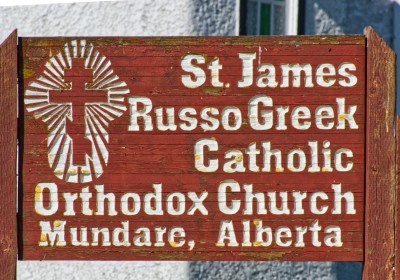 St. James
Russo Greek
Catholic
Orthodox Church
Mundare, Alberta